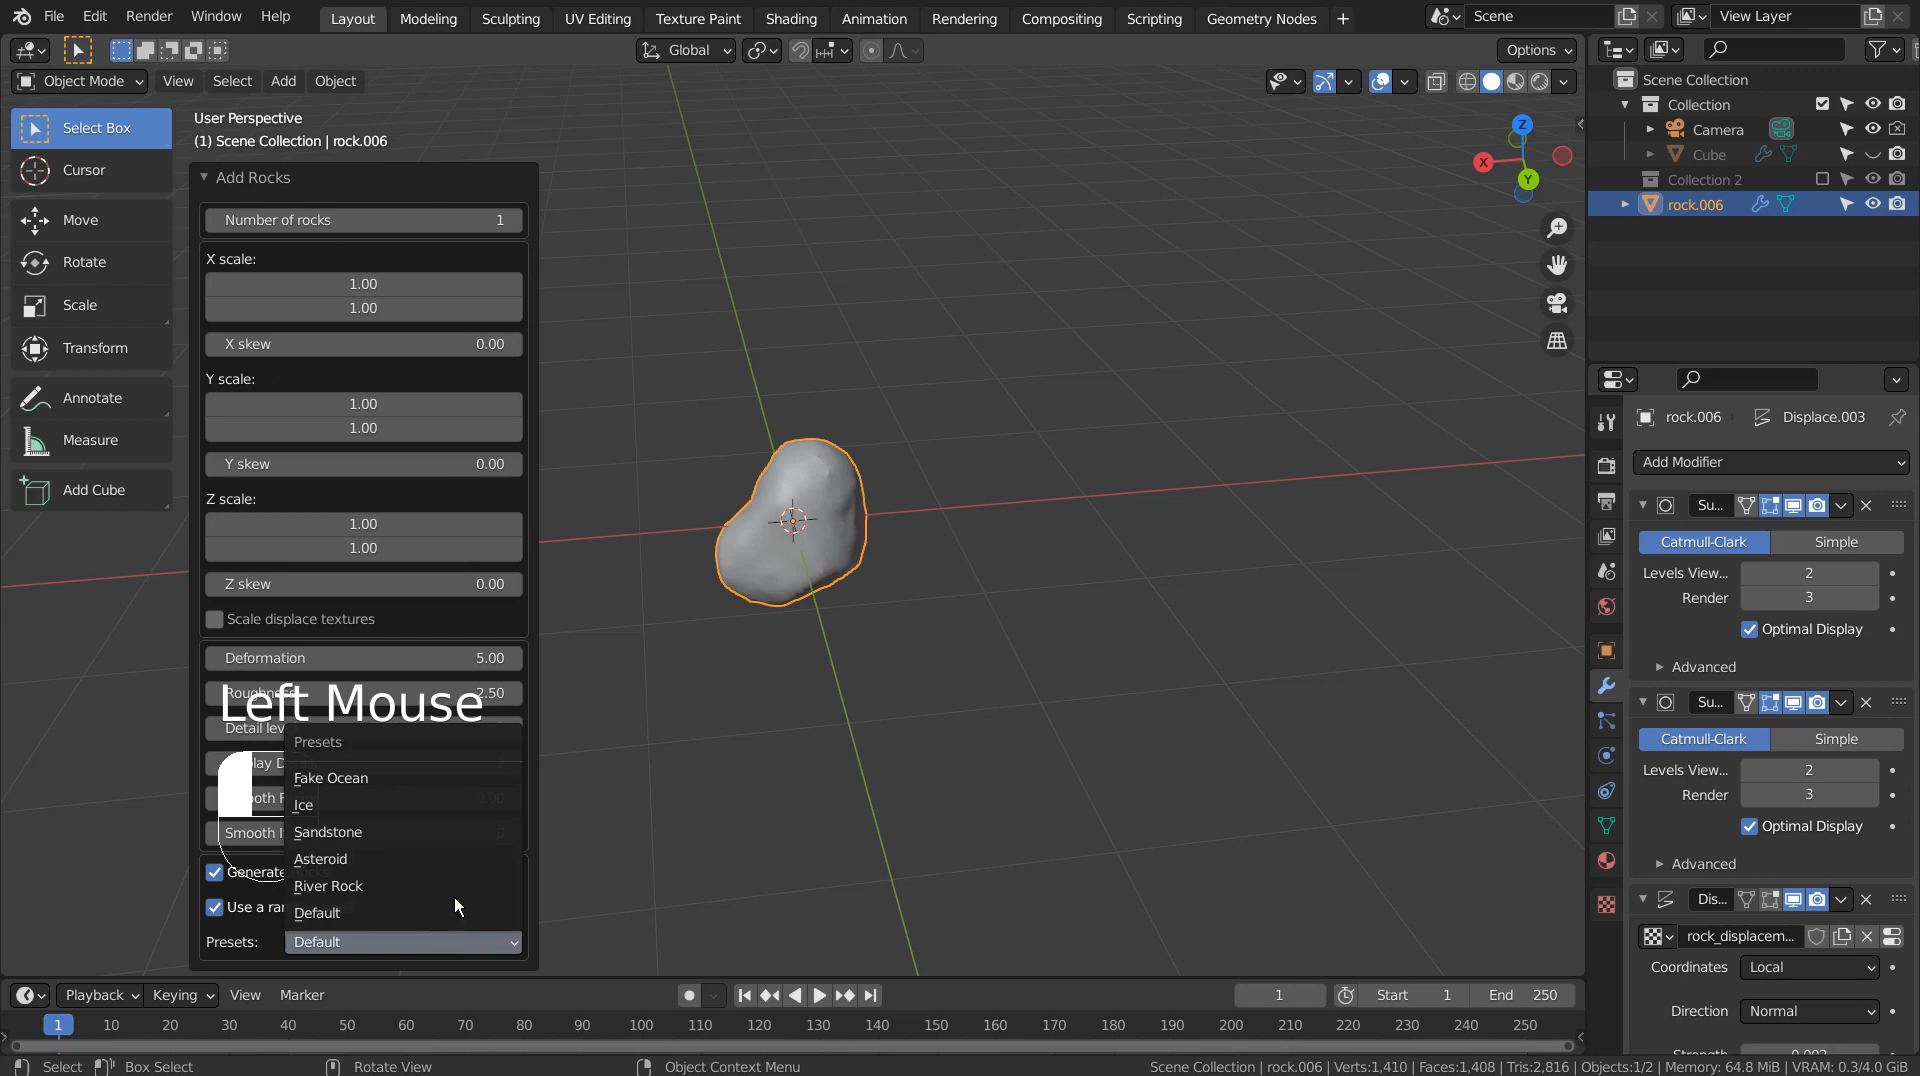 File Edit Render Window Help Layout Modeling Sculpting UV Editing Texture Paint Shading Animation Rendering Compositing Scripting Geometry Nodes + Scene View Layer
Global Options
Object Mode View Select Add Object
Select Box
Cursor
Move
Rotate
Scale
Transform
Annotate
Measure
Add Cube
User Perspective
(1) Scene Collection | rock.006
Add Rocks
Number of rocks 1
X scale:
1.00
1.00
X skew 0.00
Y scale:
1.00
1.00
Y skew 0.00
Z scale:
1.00
1.00
Z skew 0.00
Scale displace textures
Deformation 5.00
Roughness 2.50
Left Mouse
Detail lev
Presets
play D
Fake Ocean
ooth F
Ice
Smooth I
Sandstone
Asteroid
Generate
River Rock
Use a ran
Default
Presets: Default
X
Y
Z
Scene Collection
Collection
Camera
Cube
Collection 2
rock.006
rock.006 Displace.003
Add Modifier
Su...
Catmull-Clark Simple
Levels View... 2
Render 3
Optimal Display
Advanced
Su...
Catmull-Clark Simple
Levels View... 2
Render 3
Optimal Display
Advanced
Dis...
rock_displacem...
Coordinates Local
Direction Normal
Playback Keying View Marker 1 Start 1 End 250
1 10 20 30 40 50 60 70 80 90 100 110 120 130 140 150 160 170 180 190 200 210 220 230 240 250
Select Box Select Rotate View Object Context Menu Scene Collection | rock.006 | Verts:1,410 | Faces:1,408 | Tris:2,816 | Objects:1/2 | Memory: 64.8 MiB | VRAM: 0.3/4.0 GiB